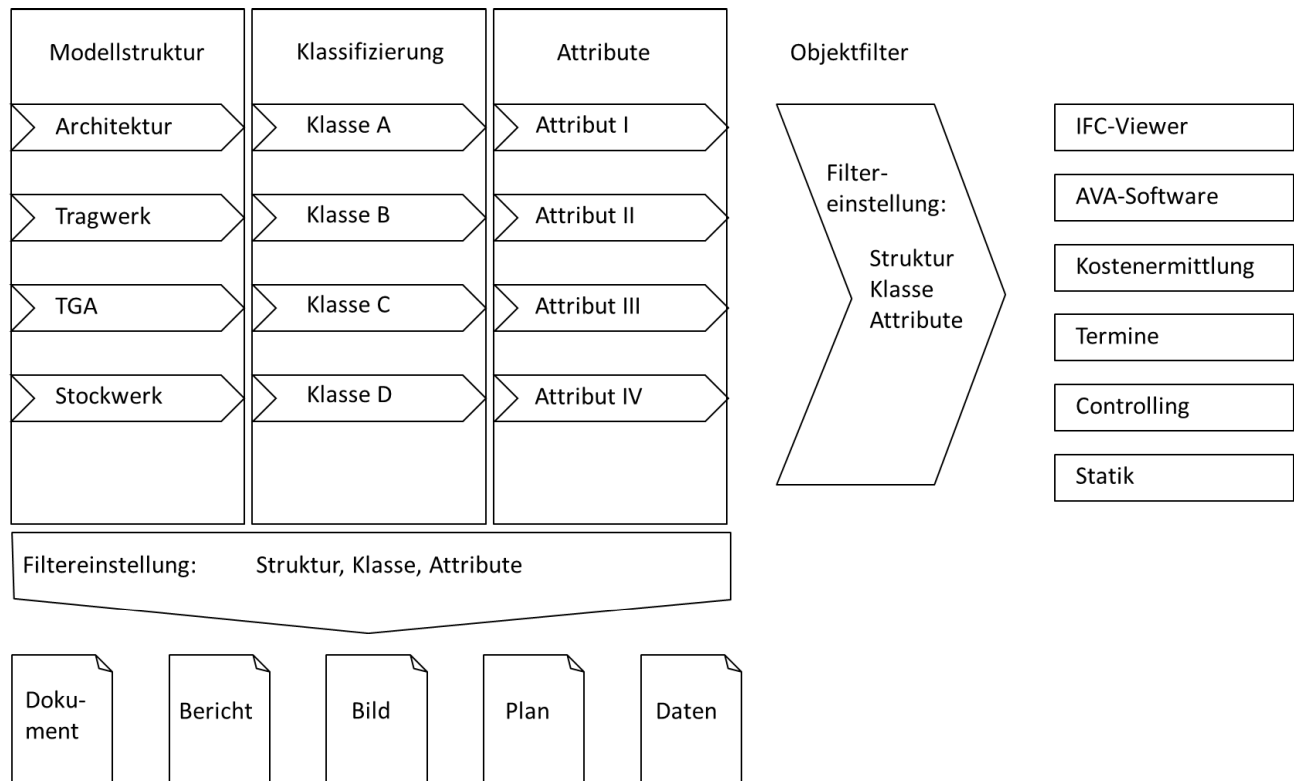 Modellstruktur
Klassifizierung
Attribute
Objektfilter
Architektur
Klasse A
Attribut I
Tragwerk
Klasse B
Attribut II
TGA
Klasse C
Attribut III
Stockwerk
Klasse D
Attribut IV
Filter-
einstellung:
Struktur
Klasse
Attribute
IFC-Viewer
AVA-Software
Kostenermittlung
Termine
Controlling
Statik
Filtereinstellung: Struktur, Klasse, Attribute
Doku-
ment
Bericht
Bild
Plan
Daten